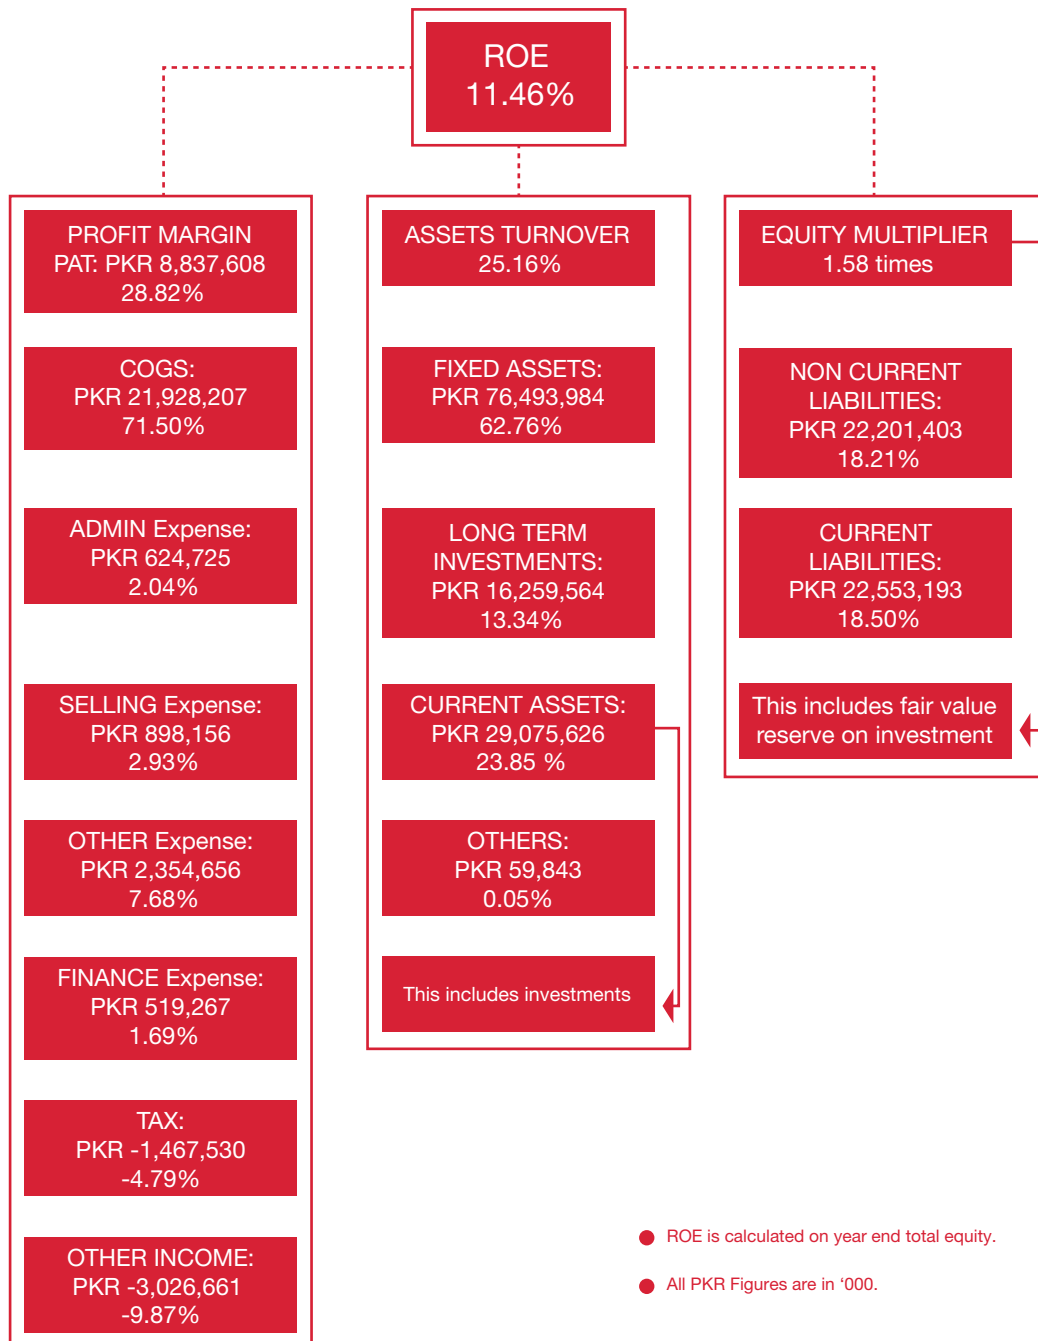 ROE
11.46%
PROFIT MARGIN
PAT: PKR 8,837,608
28.82%
COGS:
PKR 21,928,207
71.50%
ADMIN Expense:
PKR 624,725
2.04%
SELLING Expense:
PKR 898,156
2.93%
OTHER Expense:
PKR 2,354,656
7.68%
FINANCE Expense:
PKR 519,267
1.69%
TAX:
PKR -1,467,530
-4.79%
OTHER INCOME:
PKR -3,026,661
-9.87%
ASSETS TURNOVER
25.16%
FIXED ASSETS:
PKR 76,493,984
62.76%
LONG TERM
INVESTMENTS:
PKR 16,259,564
13.34%
CURRENT ASSETS:
PKR 29,075,626
23.85 %
OTHERS:
PKR 59,843
0.05%
This includes investments
EQUITY MULTIPLIER
1.58 times
NON CURRENT
LIABILITIES:
PKR 22,201,403
18.21%
CURRENT
LIABILITIES:
PKR 22,553,193
18.50%
This includes fair value
reserve on investment
ROE is calculated on year end total equity.
All PKR Figures are in ‘000.